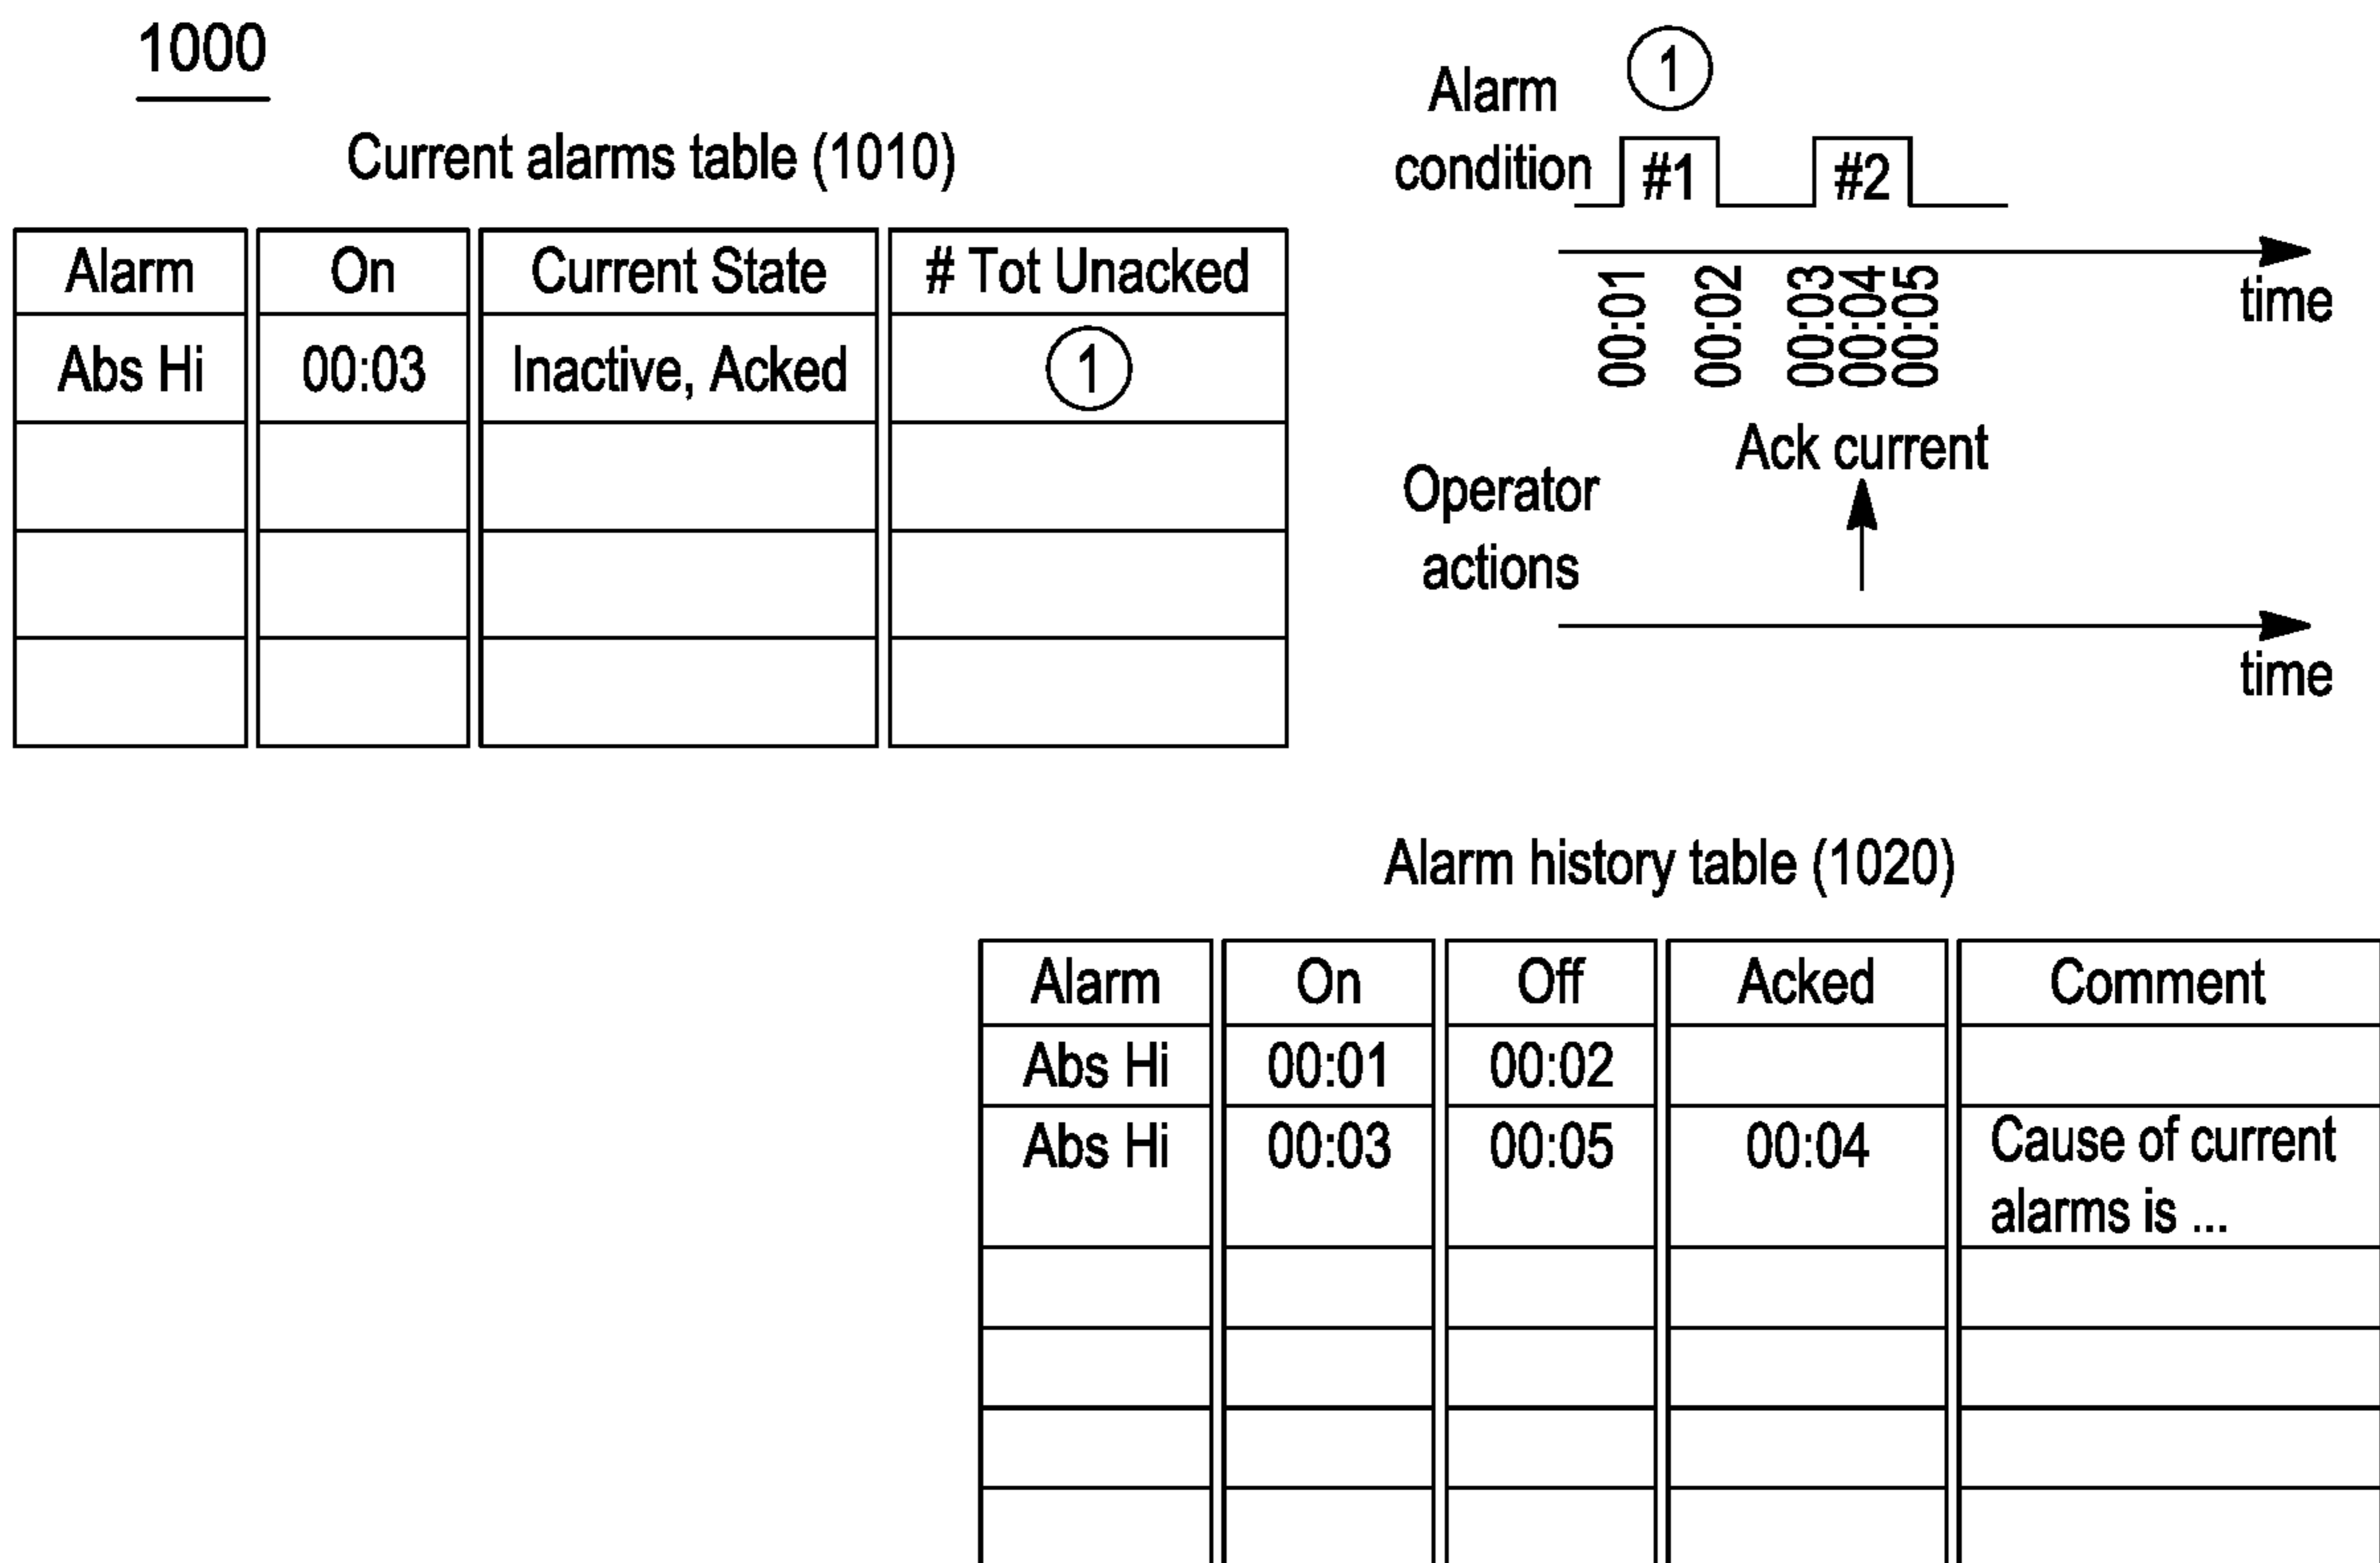 1000
Current alarms table (1010)
Alarm On Current State # Tot Unacked
Abs Hi 00:03 Inactive, Acked 1
1
Alarm
condition
#1 #2
time
00:01 00:02 00:03 00:04 00:05
Ack current
Operator
actions
time
Alarm history table (1020)
Alarm On Off Acked Comment
Abs Hi 00:01 00:02
Abs Hi 00:03 00:05 00:04 Cause of current
alarms is ...